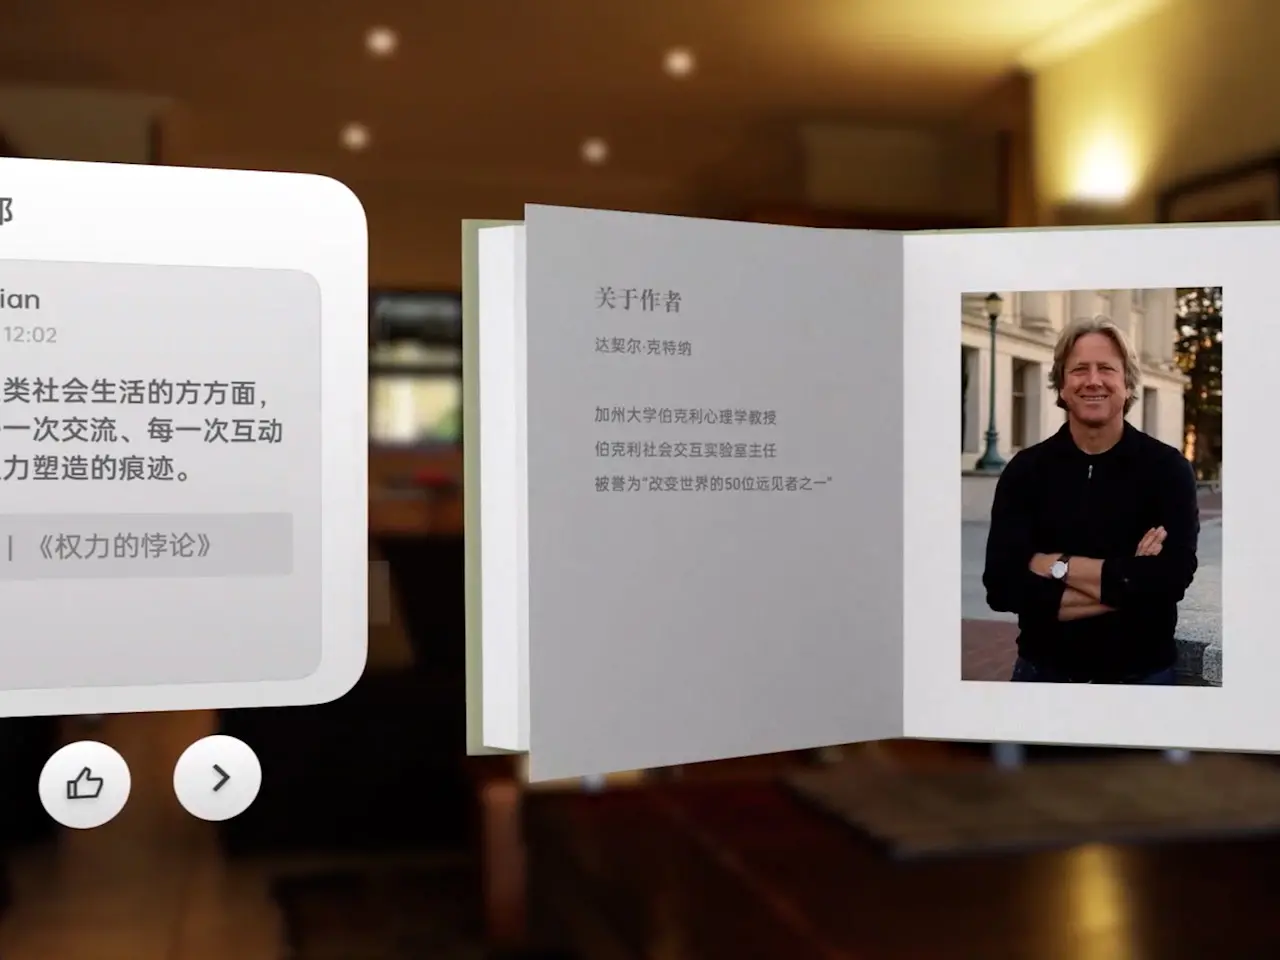 ian
12:02
类社会生活的方方面，
一次交流、每一次互动
力塑造的痕迹。
| 《权力的悖论》
关于作者
达契尔·克特纳
加州大学伯克利心理学教授
伯克利社会交互实验室主任
被誉为“改变世界的50位远见者之一”